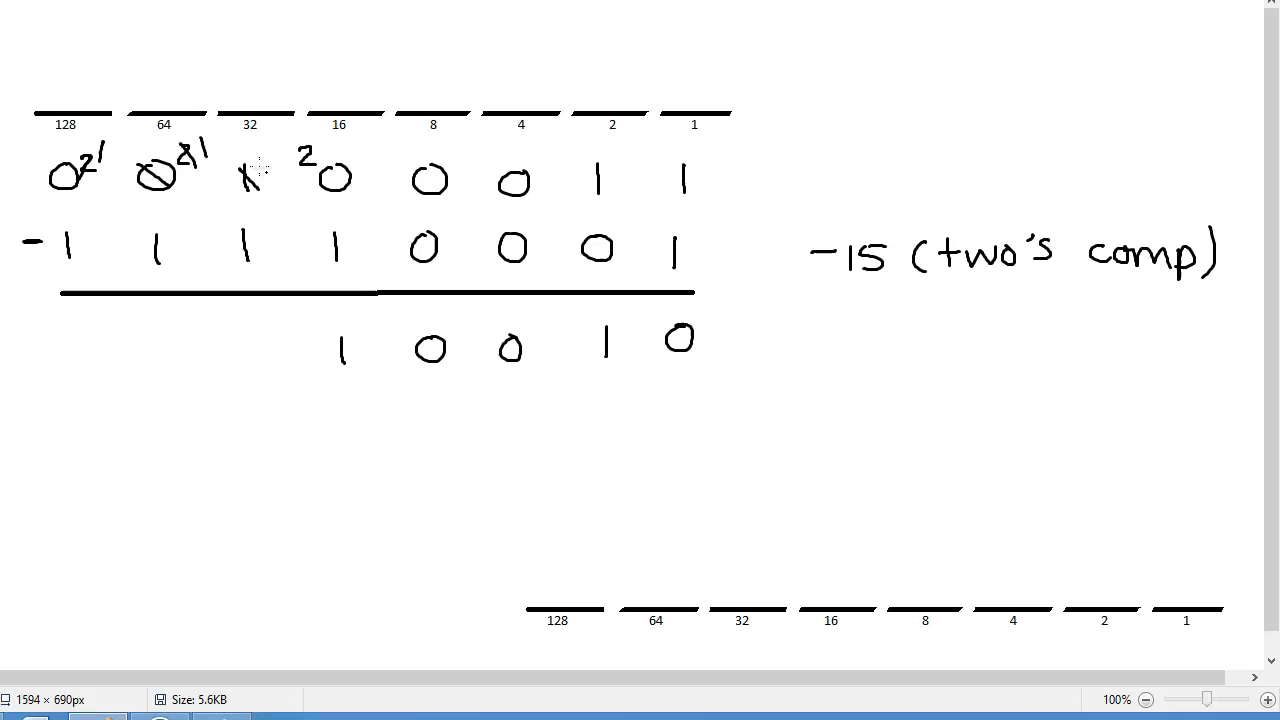 128 64 32 16 8 4 2 1
2 1 2 1 2
0 0 1 0 0 0 1 1
- 1 1 1 1 0 0 0 1 -15 (two's comp)
1 0 0 1 0
128 64 32 16 8 4 2 1
1594 × 690px Size: 5.6KB 100%